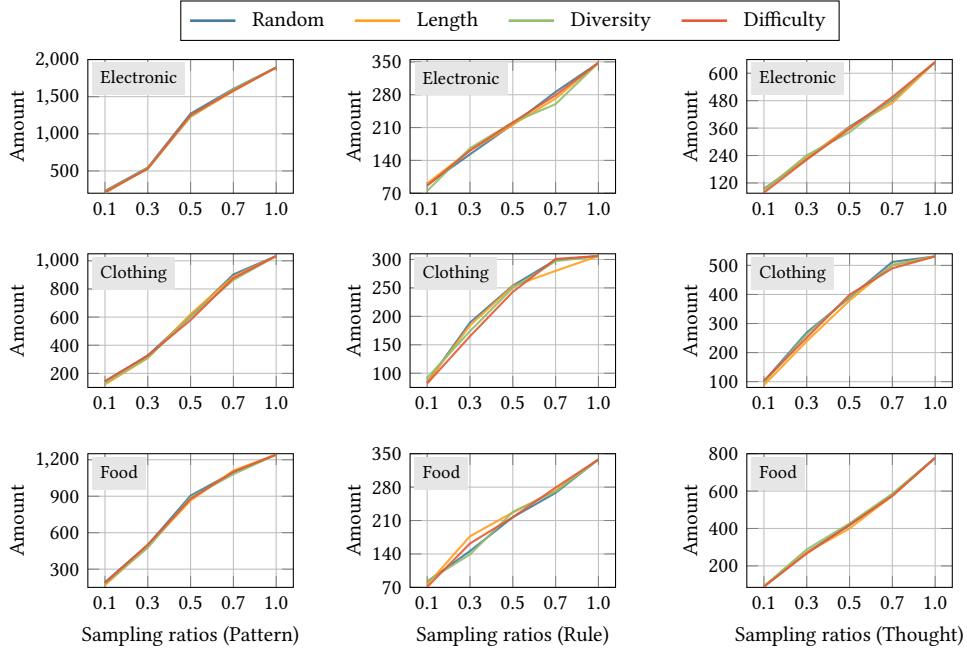 Random Length Diversity Difficulty
2,000
1,500
1,000
500
Amount
Electronic
0.1 0.3 0.5 0.7 1.0
350
280
210
140
70
Amount
Electronic
0.1 0.3 0.5 0.7 1.0
600
480
360
240
120
Amount
Electronic
0.1 0.3 0.5 0.7 1.0
1,000
800
600
400
200
Amount
Clothing
0.1 0.3 0.5 0.7 1.0
300
250
200
150
100
Amount
Clothing
0.1 0.3 0.5 0.7 1.0
500
400
300
200
100
Amount
Clothing
0.1 0.3 0.5 0.7 1.0
1,200
900
600
300
Amount
Food
0.1 0.3 0.5 0.7 1.0
Sampling ratios (Pattern)
350
280
210
140
70
Amount
Food
0.1 0.3 0.5 0.7 1.0
Sampling ratios (Rule)
800
600
400
200
Amount
Food
0.1 0.3 0.5 0.7 1.0
Sampling ratios (Thought)